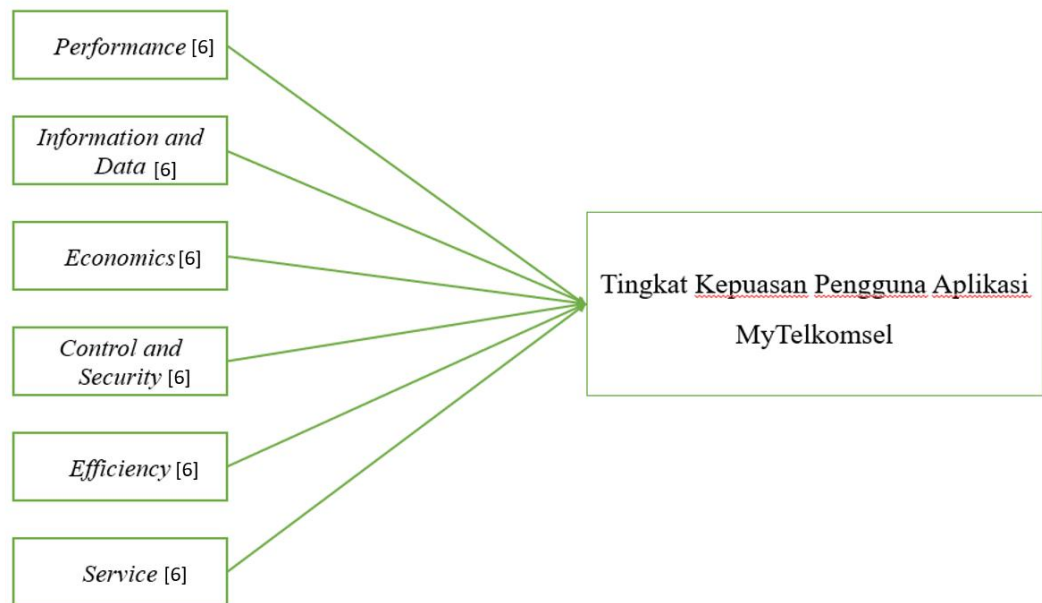 Performance [6]
Information and
Data [6]
Economics [6]
Control and
Security [6]
Efficiency [6]
Service [6]
Tingkat Kepuasan Pengguna Aplikasi
MyTelkomsel